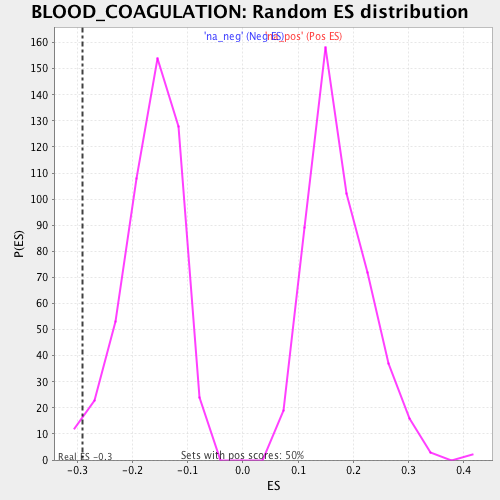 BLOOD_COAGULATION: Random ES distribution
'na_neg' (Neg ES) 'na_pos' (Pos ES)
160
150
140
130
120
110
100
90
80
70
60
50
40
30
20
10
0
P(ES)
Real ES -0.3
Sets with pos scores: 50%
-0.3 -0.2 -0.1 0.0 0.1 0.2 0.3 0.4
ES